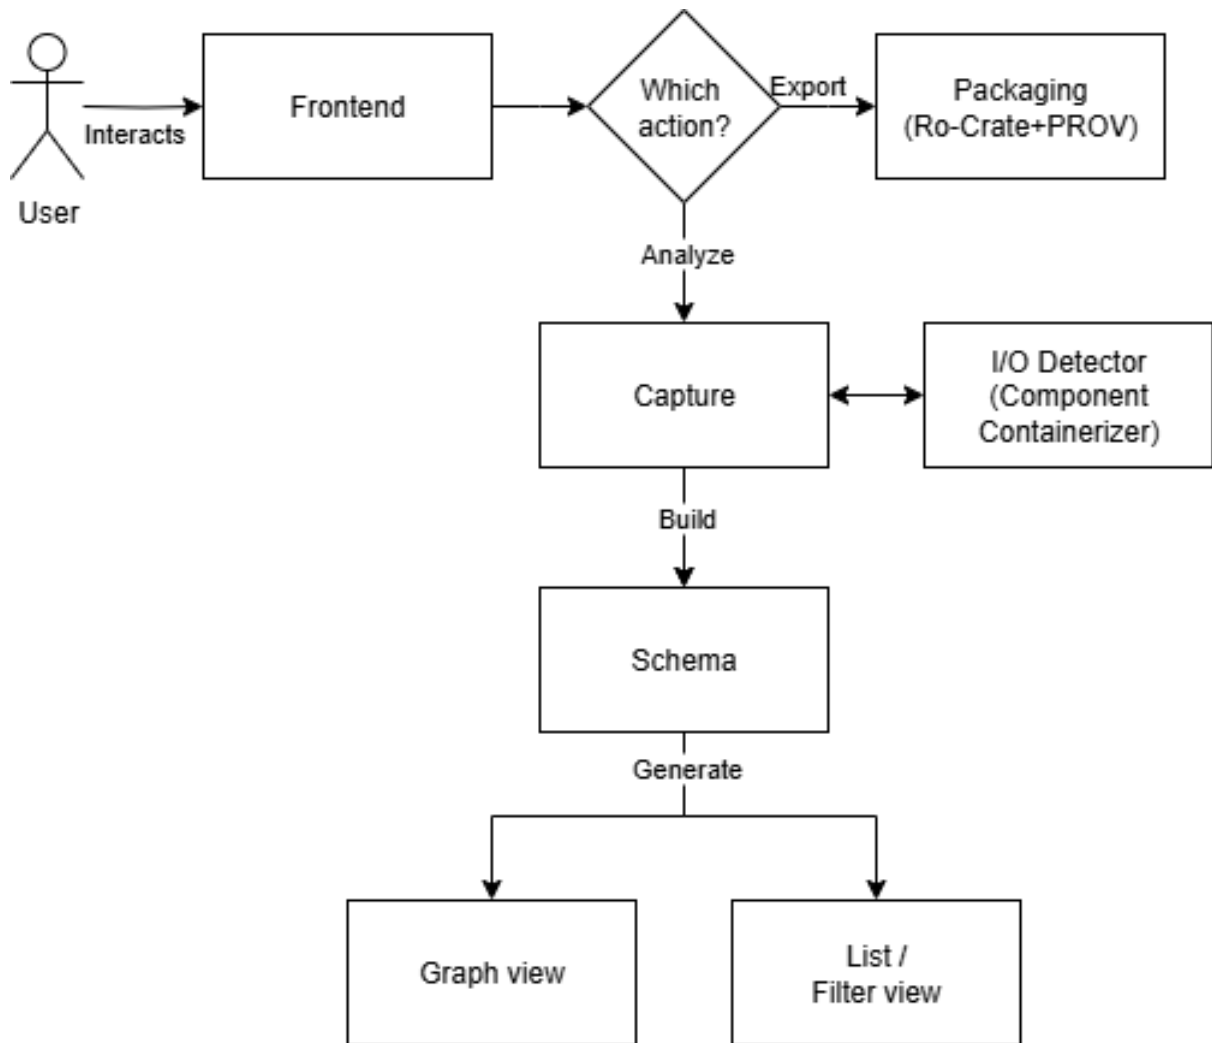 User
Interacts
Frontend
Which
action?
Export
Packaging
(Ro-Crate+PROV)
Analyze
Capture
I/O Detector
(Component
Containerizer)
Build
Schema
Generate
Graph view
List /
Filter view